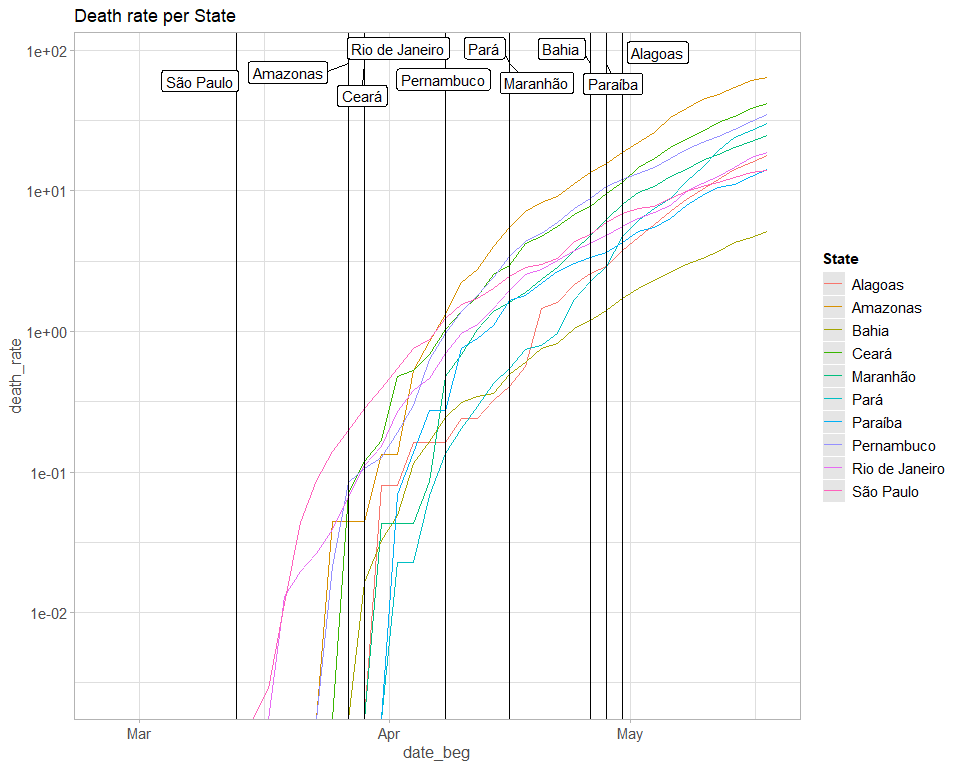 Death rate per State
1e+02
1e+01
1e+00
1e-01
1e-02
death_rate
São Paulo
Amazonas
Rio de Janeiro
Ceará
Pernambuco
Pará
Maranhão
Bahia
Paraíba
Alagoas
Mar
Apr
May
date_beg
State
Alagoas
Amazonas
Bahia
Ceará
Maranhão
Pará
Paraíba
Pernambuco
Rio de Janeiro
São Paulo